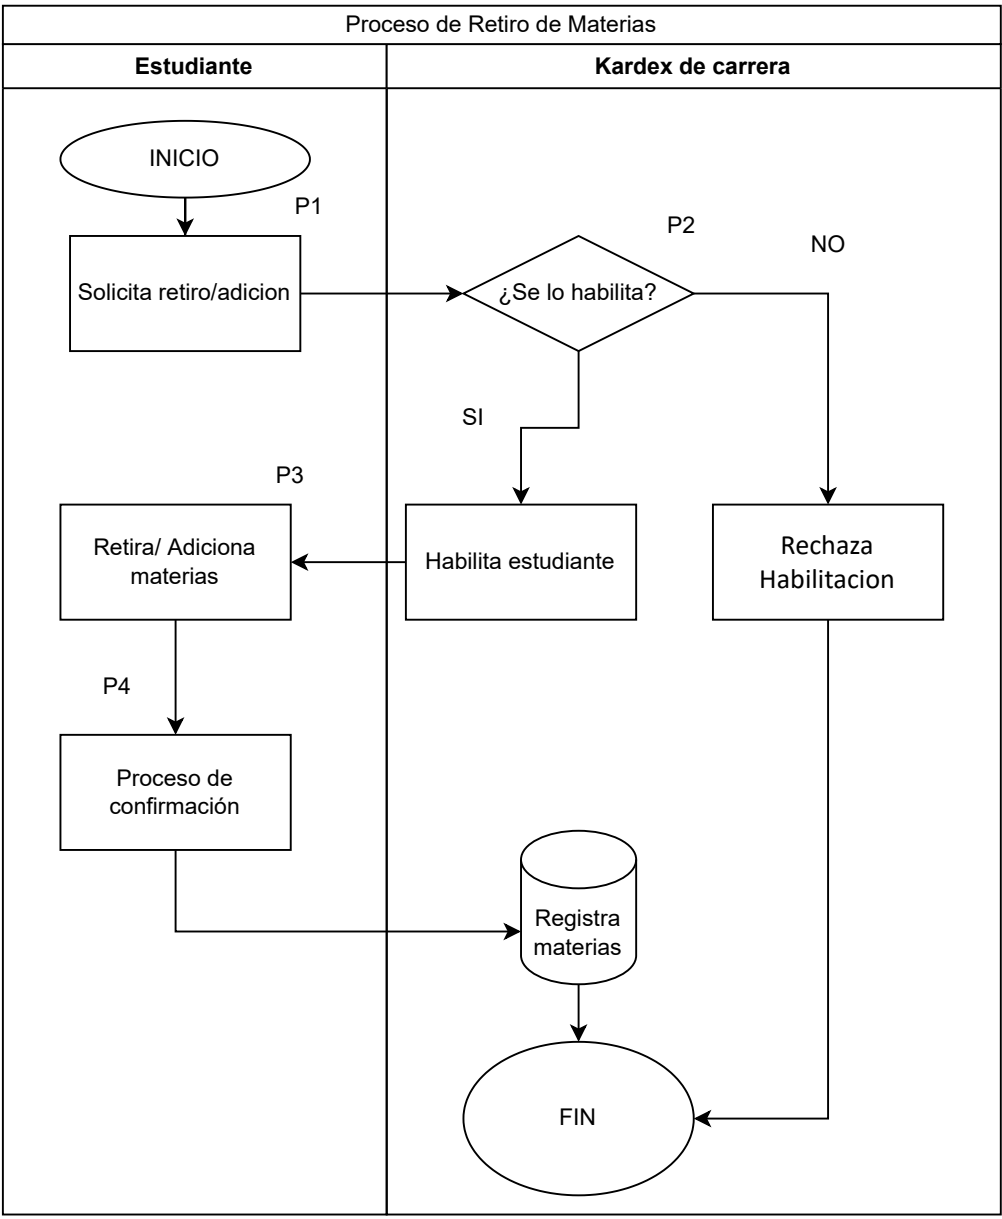 Proceso de Retiro de Materias
Estudiante
Kardex de carrera
INICIO
P1
Solicita retiro/adicion
P2
¿Se lo habilita?
NO
SI
P3
Retira/ Adiciona
materias
Habilita estudiante
Rechaza
Habilitacion
P4
Proceso de
confirmación
Registra
materias
FIN